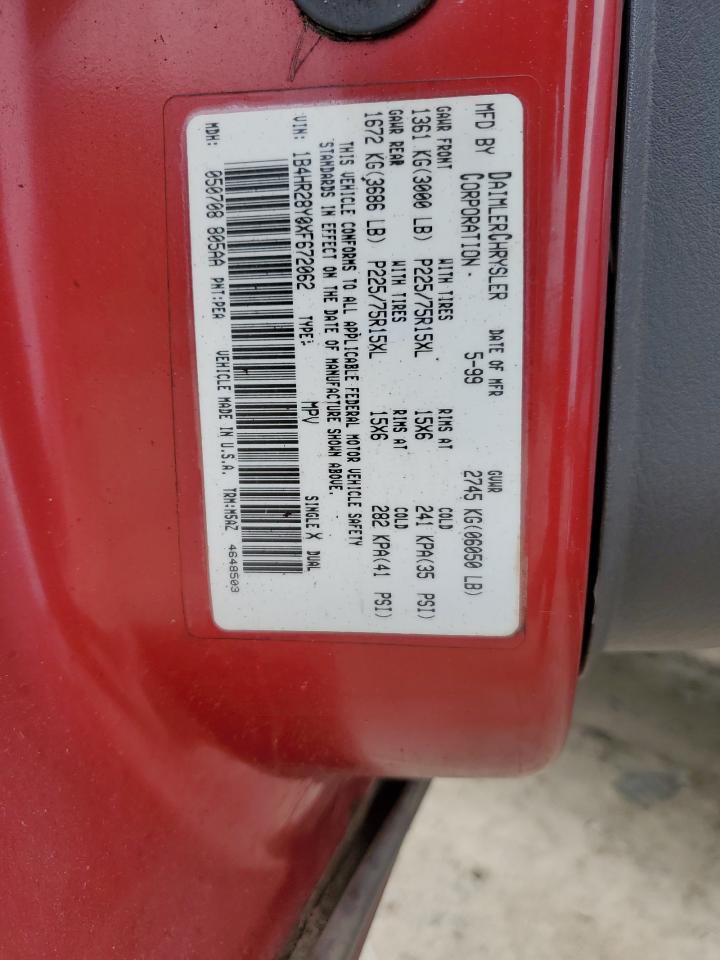 MFD BY DAIMLERCHRYSLER CORPORATION - DATE OF MFR 5-99 GVWR 2745 KG(06050 LB)
GAWR FRONT WITH TIRES RIMS AT COLD
1361 KG(3000 LB) P225/75R15XL 15X6 241 KPA(35 PSI)
GAWR REAR WITH TIRES RIMS AT COLD
1672 KG(3686 LB) P225/75R15XL 15X6 282 KPA(41 PSI)
THIS VEHICLE CONFORMS TO ALL APPLICABLE FEDERAL MOTOR VEHICLE SAFETY
STANDARDS IN EFFECT ON THE DATE OF MANUFACTURE SHOWN ABOVE.
VIN: 1B4HR28Y0XF672062 TYPE: MPV SINGLE X DUAL
MDH: 050708 805AA PNT:PEA VEHICLE MADE IN U.S.A. TRM:M5AZ 4648503